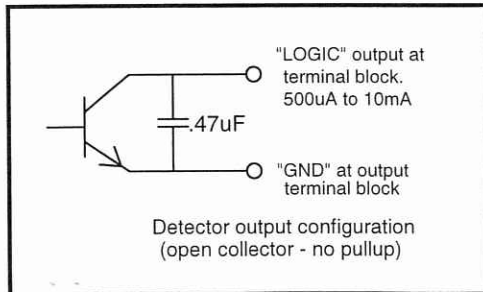 "LOGIC" output at
terminal block.
500uA to 10mA
.47uF
"GND" at output
terminal block
Detector output configuration
(open collector - no pullup)